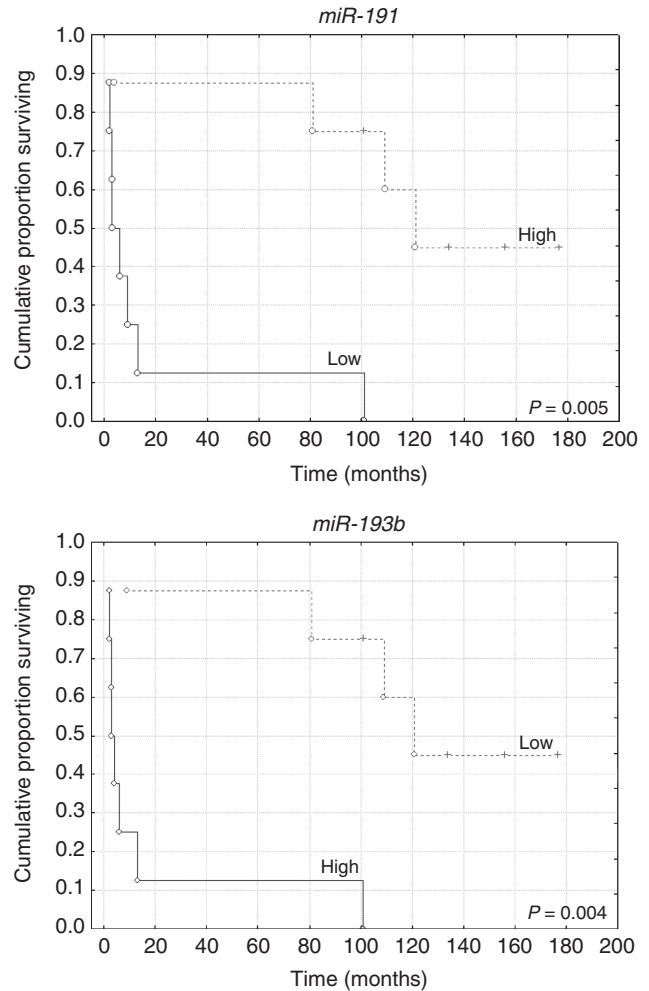 miR-191
1.0
0.9
0.8
0.7
0.6
0.5
0.4
0.3
0.2
0.1
0.0
Cumulative proportion surviving
High
Low
P = 0.005
0 20 40 60 80 100 120 140 160 180 200
Time (months)
miR-193b
1.0
0.9
0.8
0.7
0.6
0.5
0.4
0.3
0.2
0.1
0.0
Cumulative proportion surviving
Low
High
P = 0.004
0 20 40 60 80 100 120 140 160 180 200
Time (months)